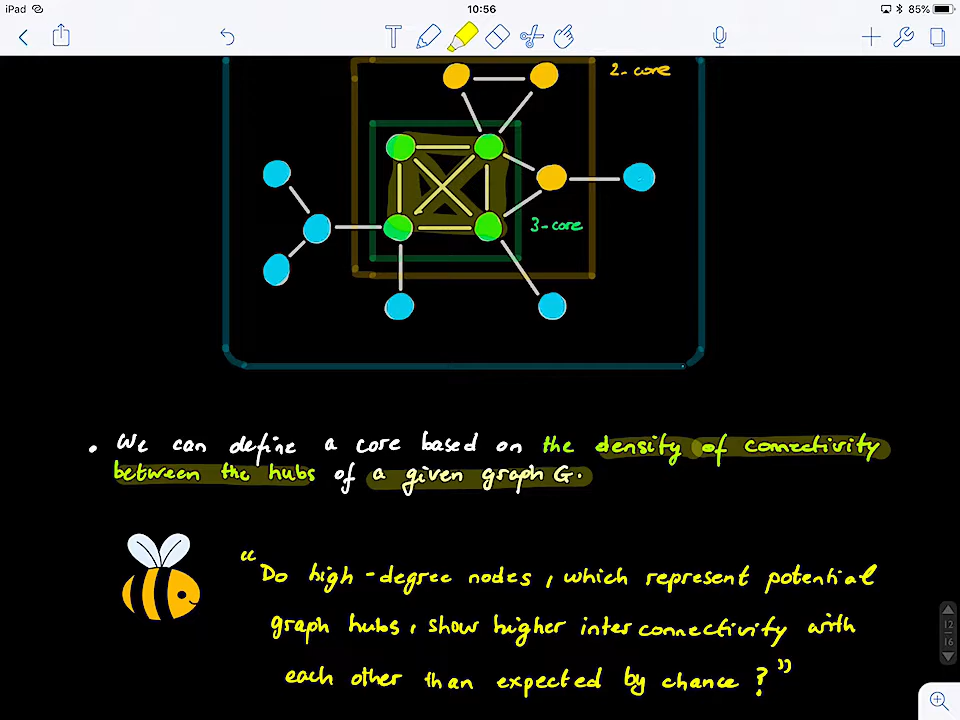 iPad
10:56
85%
T
2-core
3-core
• We can define a core based on the density of connectivity
between the hubs of a given graph G.
"Do high-degree nodes, which represent potential
graph hubs, show higher interconnectivity with
each other than expected by chance?"
12
16